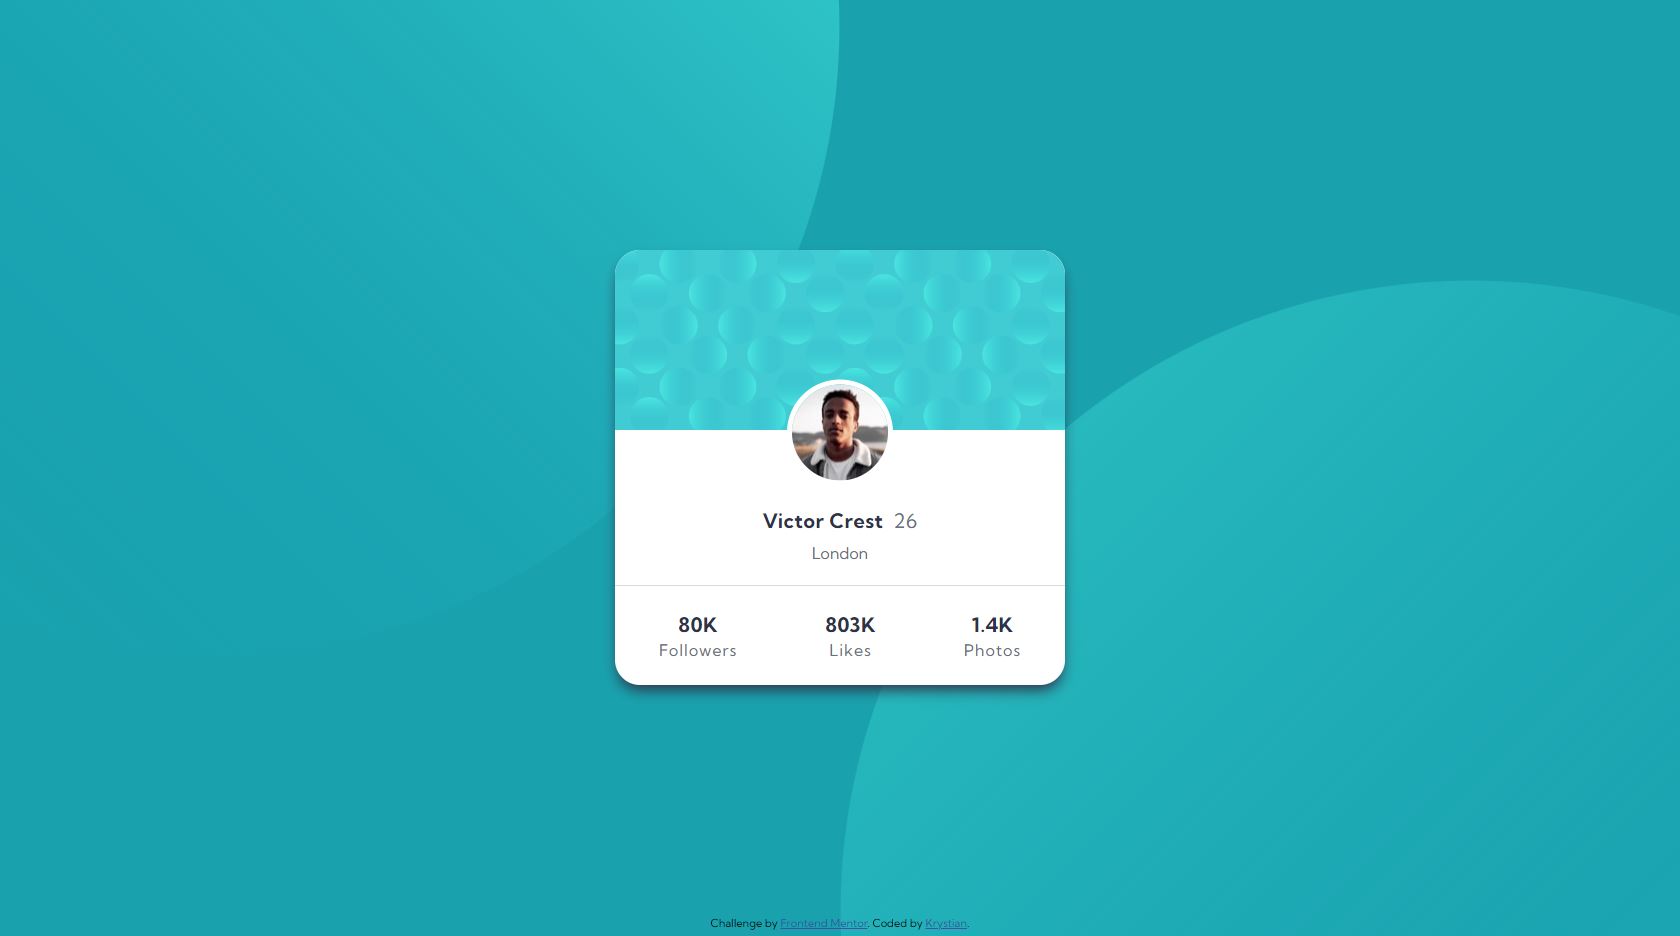 Victor Crest 26
London
80K 803K 1.4K
Followers Likes Photos
Challenge by Frontend Mentor. Coded by Krystian.